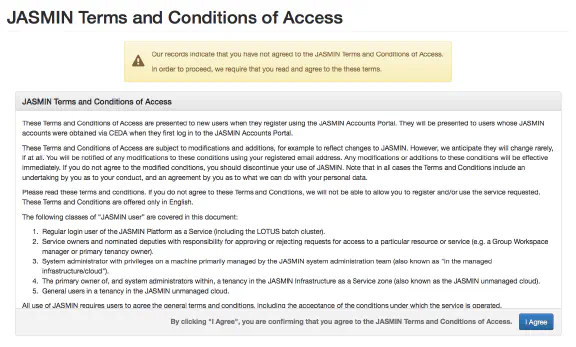 JASMIN Terms and Conditions of Access
Our records indicate that you have not agreed to the JASMIN Terms and Conditions of Access.
In order to proceed, we require that you read and agree to the these terms.
JASMIN Terms and Conditions of Access
These Terms and Conditions of Access are presented to new users when they register using the JASMIN Accounts Portal. They will be presented to users whose JASMIN
accounts were obtained via CEDA when they first log in to the JASMIN Accounts Portal.
These Terms and Conditions of Access are subject to modifications and additions, for example to reflect changes to JASMIN. However, we anticipate they will change rarely,
if at all. You will be notified of any modifications to these conditions using your registered email address. Any modifications or additions to these conditions will be effective
immediately. If you do not agree to the modified conditions, you should discontinue your use of JASMIN. Note that in all cases the Terms and Conditions include an
undertaking by you as to your conduct, and an agreement by you as to what we can do with your personal data.
Please read these terms and conditions. If you do not agree to these Terms and Conditions, we will not be able to allow you to register and/or use the service requested.
These Terms and Conditions are offered only in English.
The following classes of "JASMIN user" are covered in this document:
1. Regular login user of the JASMIN Platform as a Service (including the LOTUS batch cluster).
2. Service owners and nominated deputies with responsibility for approving or rejecting requests for access to a particular resource or service (e.g. a Group Workspace
manager or primary tenancy owner).
3. System administrator with privileges on a machine primarily managed by the JASMIN system administration team (also known as "in the managed
infrastructure/cloud").
4. The primary owner of, and system administrators within, a tenancy in the JASMIN Infrastructure as a Service zone (also known as the JASMIN unmanaged cloud).
5. General users in a tenancy in the JASMIN unmanaged cloud.
All use of JASMIN requires users to agree the general terms and conditions, including the acceptance of the conditions under which the service is operated.
By clicking "I Agree", you are confirming that you agree to the JASMIN Terms and Conditions of Access.
I Agree